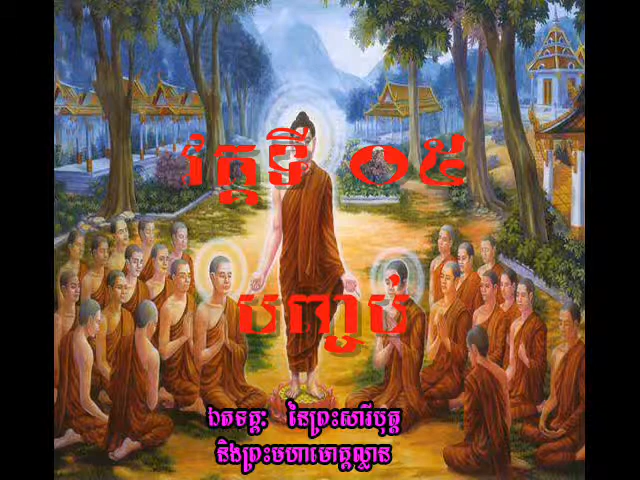 វគ្គទី ០៥
បញ្ចប់
ឯតទគ្គៈ នៃព្រះសារីបុត្ត
និងព្រះមហាមោគ្គល្លាន